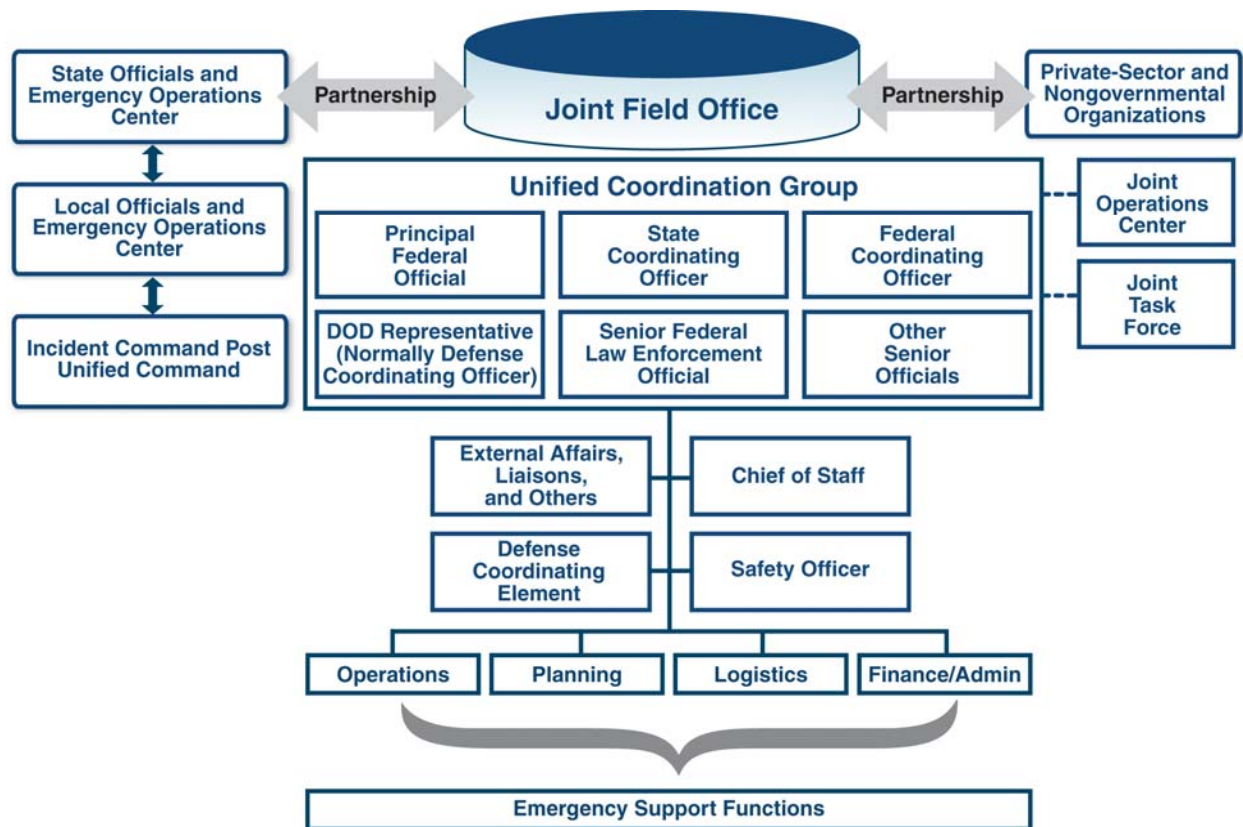 State Officials and
Emergency Operations
Center
Partnership
Joint Field Office
Partnership
Private-Sector and
Nongovernmental
Organizations
Local Officials and
Emergency Operations
Center
Incident Command Post
Unified Command
Unified Coordination Group
Principal
Federal
Official
State
Coordinating
Officer
Federal
Coordinating
Officer
DOD Representative
(Normally Defense
Coordinating Officer)
Senior Federal
Law Enforcement
Official
Other
Senior
Officials
Joint
Operations
Center
Joint
Task
Force
External Affairs,
Liaisons,
and Others
Chief of Staff
Defense
Coordinating
Element
Safety Officer
Operations
Planning
Logistics
Finance/Admin
Emergency Support Functions